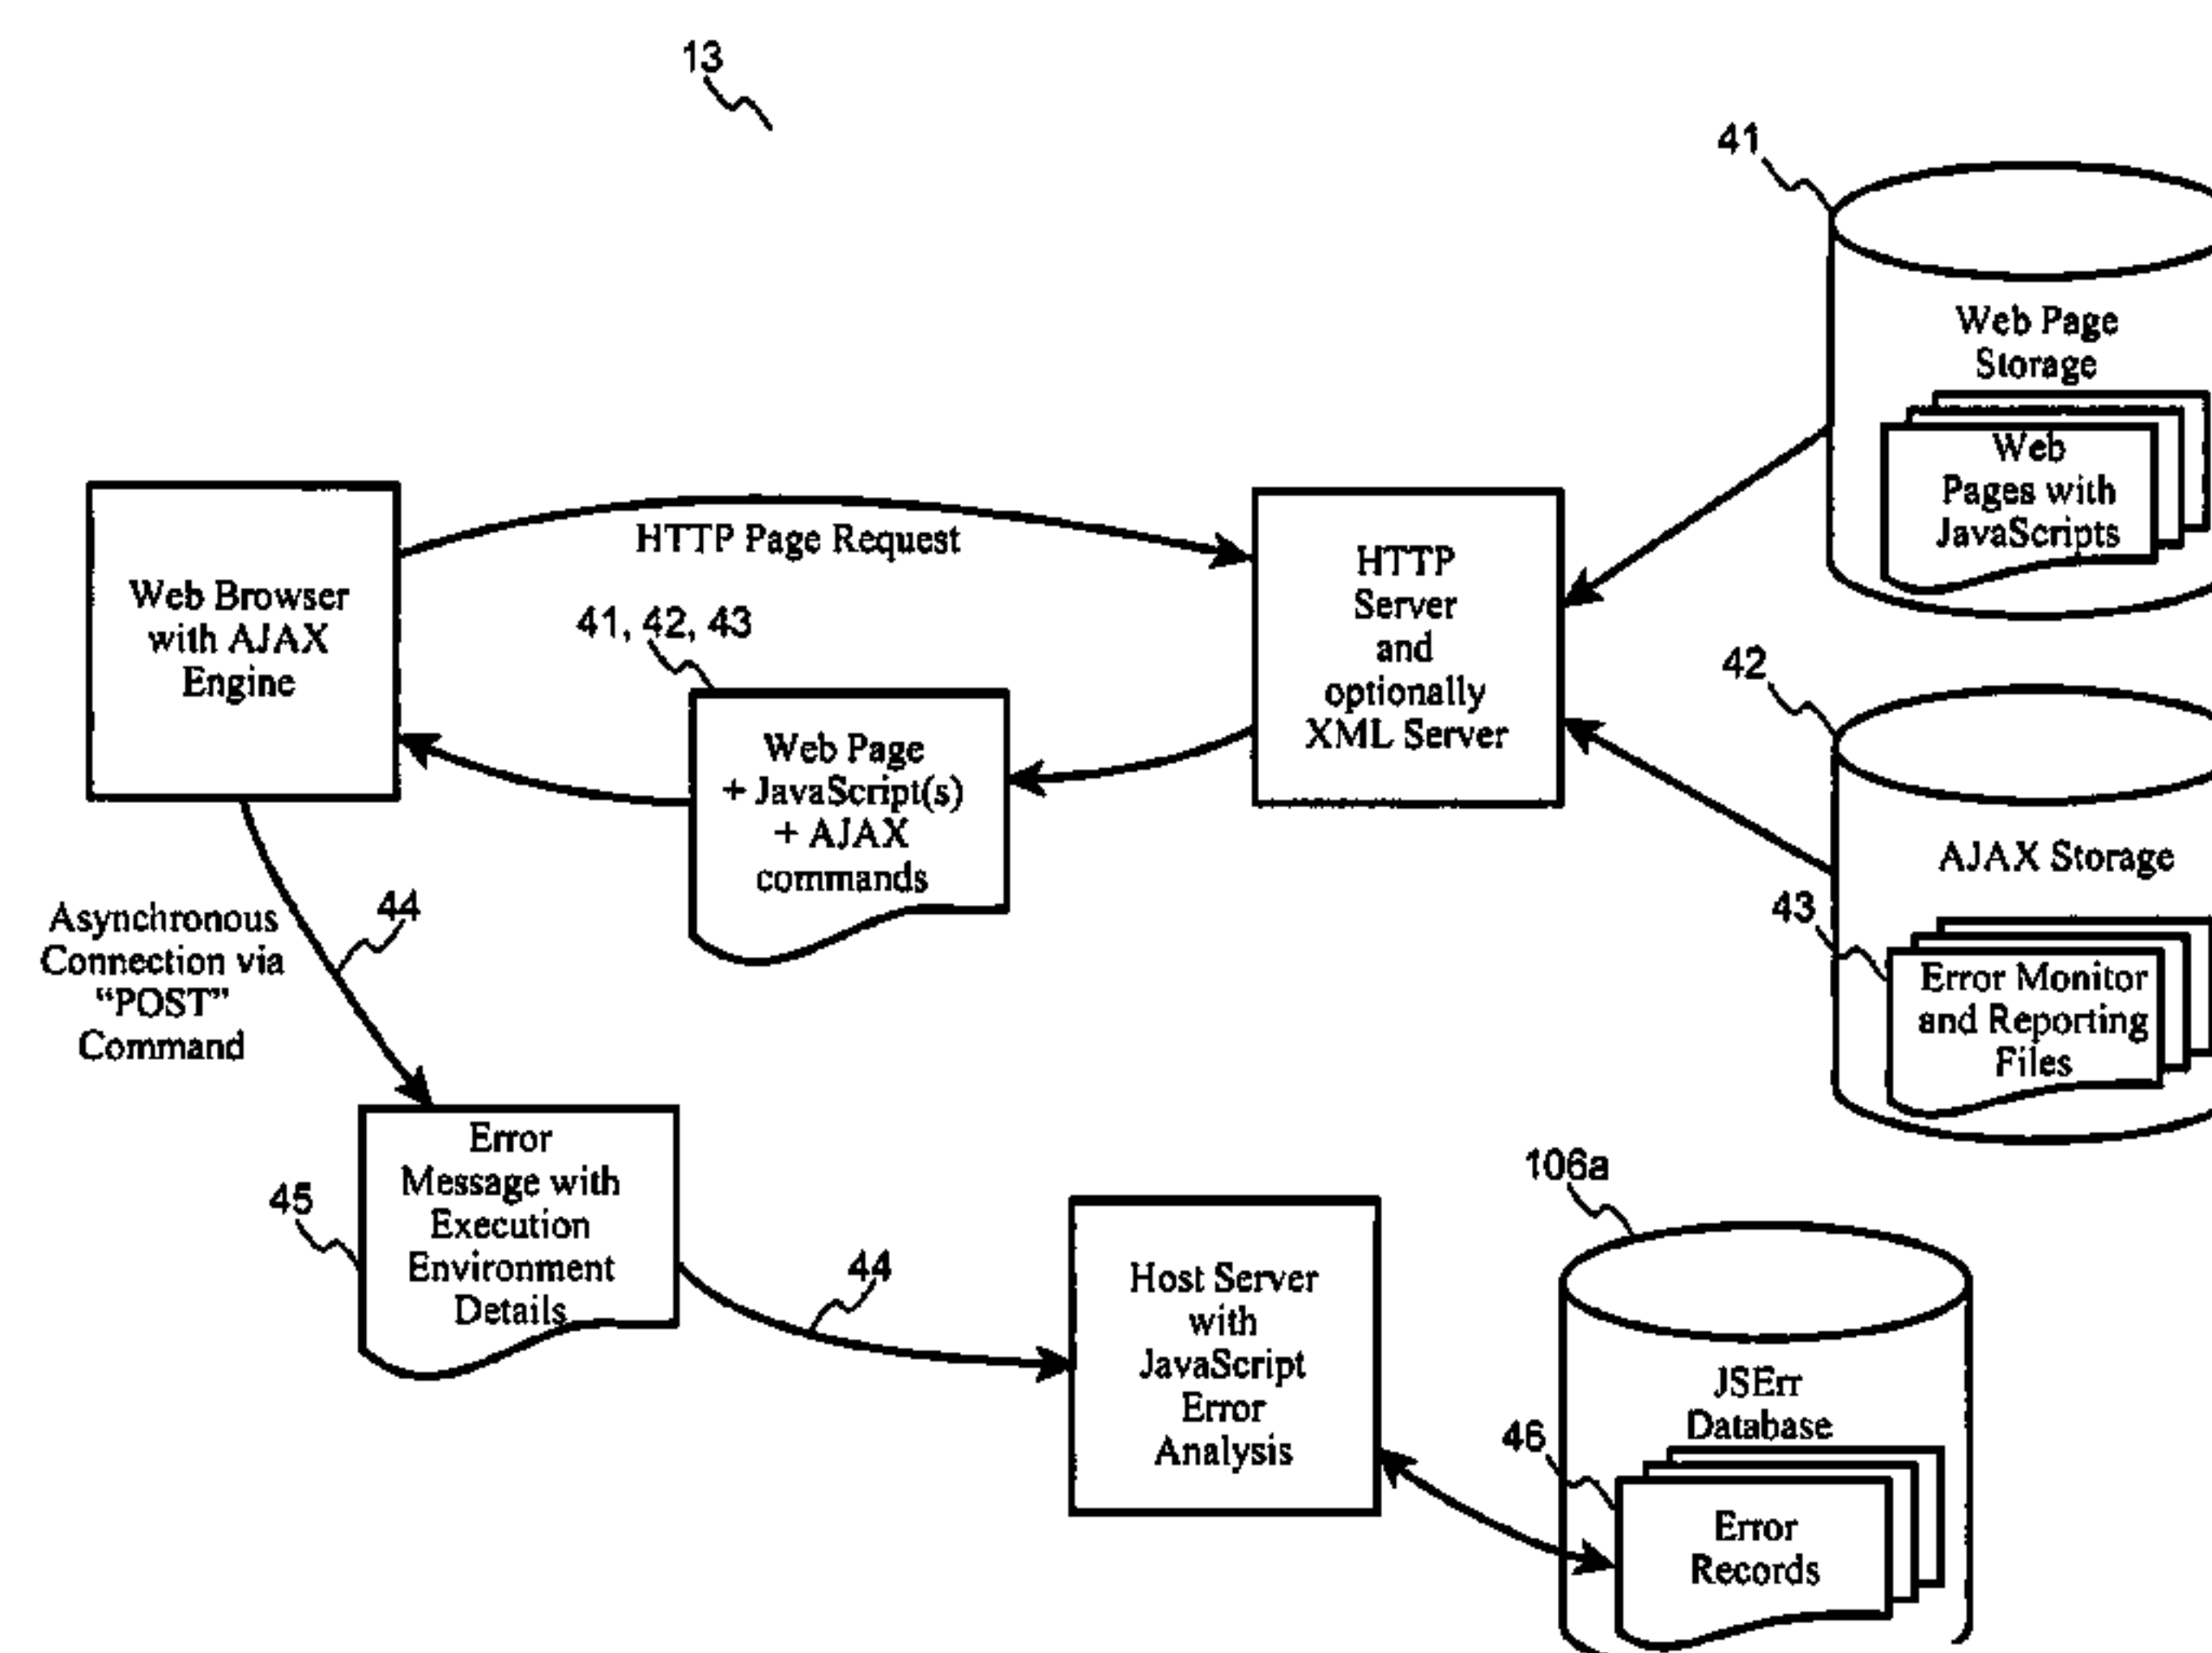 13
41
Web Page
Storage
Web
Pages with
JavaScripts
HTTP Page Request
Web Browser
with AJAX
Engine
41, 42, 43
Web Page
+ JavaScript(s)
+ AJAX
commands
HTTP
Server
and
optionally
XML Server
42
AJAX Storage
43
Error Monitor
and Reporting
Files
Asynchronous
Connection via
“POST”
Command
44
45
Error
Message with
Execution
Environment
Details
44
Host Server
with
JavaScript
Error
Analysis
106a
JSErr
Database
46
Error
Records